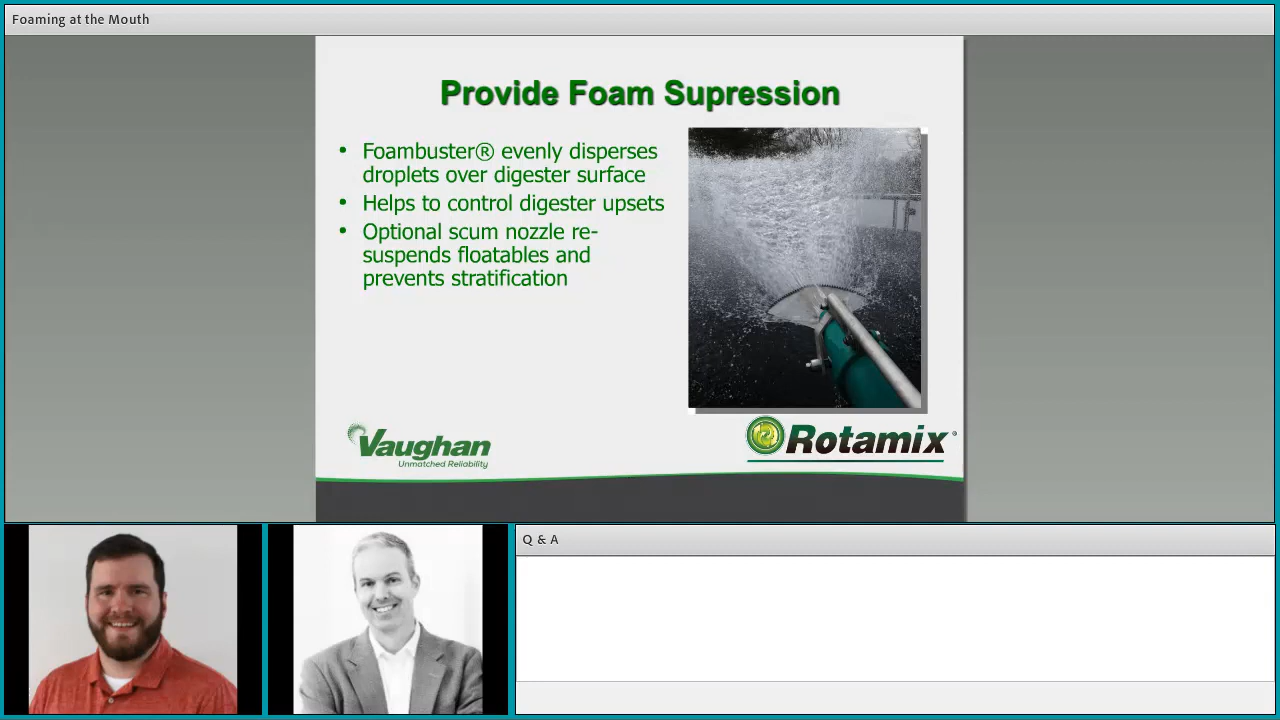 Foaming at the Mouth
Provide Foam Supression
• Foambuster® evenly disperses
droplets over digester surface
• Helps to control digester upsets
• Optional scum nozzle re-
suspends floatables and
prevents stratification
Vaughan
Unmatched Reliability
Rotamix®
Q & A